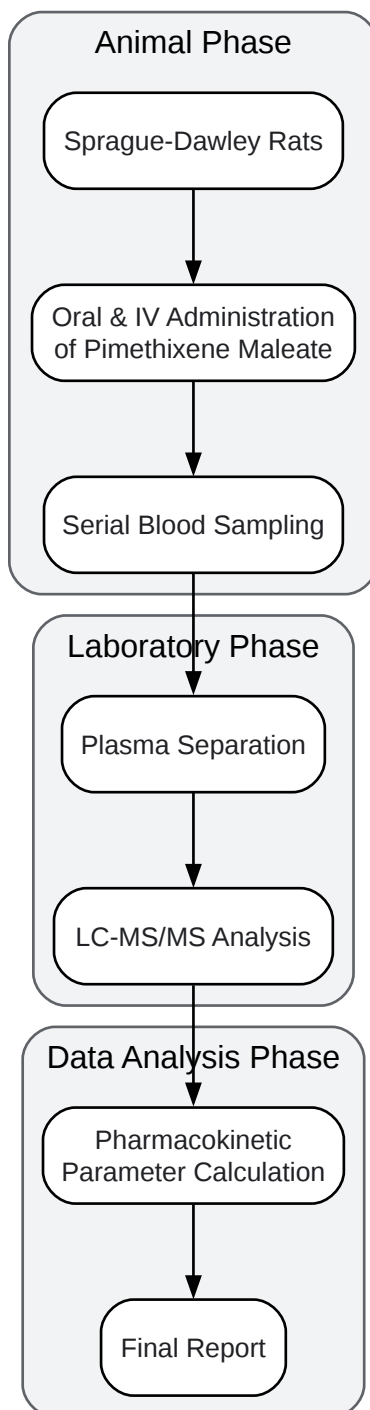 Animal Phase
Sprague-Dawley Rats
Oral & IV Administration
of Pimethixene Maleate
Serial Blood Sampling
Laboratory Phase
Plasma Separation
LC-MS/MS Analysis
Data Analysis Phase
Pharmacokinetic
Parameter Calculation
Final Report